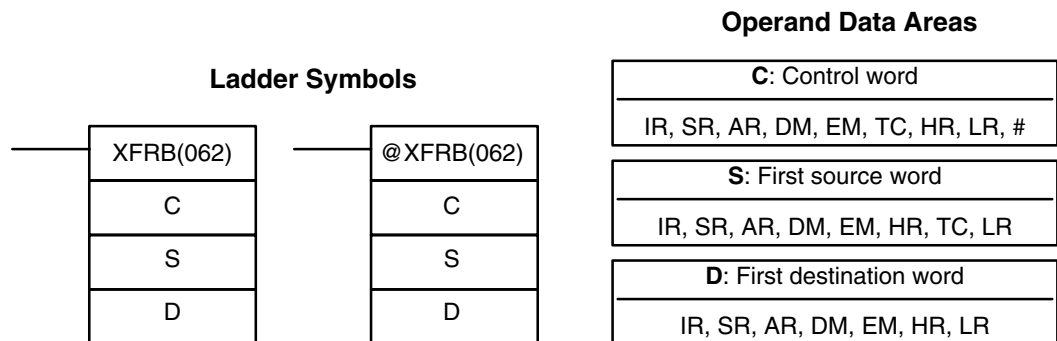 Operand Data Areas
Ladder Symbols
C: Control word
IR, SR, AR, DM, EM, TC, HR, LR, #
S: First source word
IR, SR, AR, DM, EM, HR, TC, LR
D: First destination word
IR, SR, AR, DM, EM, HR, LR
XFRB(062)
C
S
D
@XFRB(062)
C
S
D